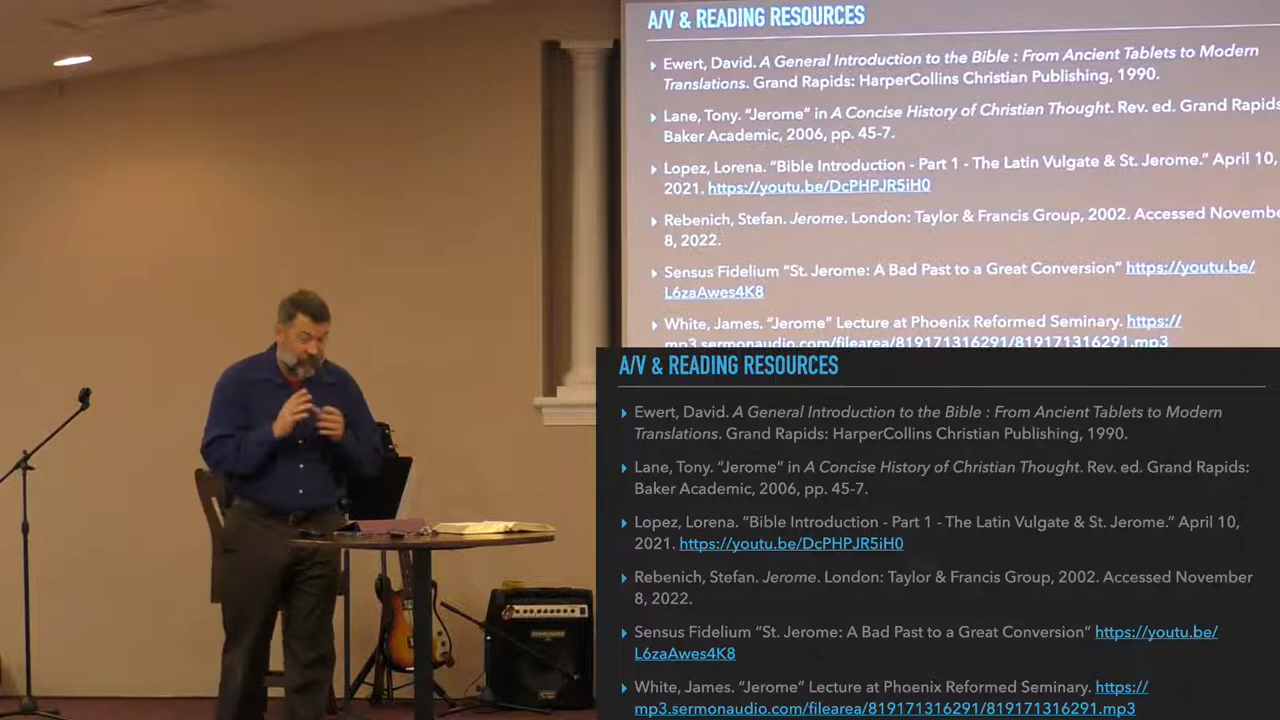 A/V & READING RESOURCES
Ewert, David. A General Introduction to the Bible : From Ancient Tablets to Modern
Translations. Grand Rapids: HarperCollins Christian Publishing, 1990.
Lane, Tony. “Jerome” in A Concise History of Christian Thought. Rev. ed. Grand Rapids
Baker Academic, 2006, pp. 45-7.
Lopez, Lorena. “Bible Introduction - Part 1 - The Latin Vulgate & St. Jerome.” April 10,
2021. https://youtu.be/DcPHPJR5iH0
Rebenich, Stefan. Jerome. London: Taylor & Francis Group, 2002. Accessed Novembe
8, 2022.
Sensus Fidelium “St. Jerome: A Bad Past to a Great Conversion” https://youtu.be/
L6zaAwes4K8
White, James. “Jerome” Lecture at Phoenix Reformed Seminary. https://
mp3.sermonaudio.com/filearea/819171316291/819171316291.mp3
A/V & READING RESOURCES
Ewert, David. A General Introduction to the Bible : From Ancient Tablets to Modern
Translations. Grand Rapids: HarperCollins Christian Publishing, 1990.
Lane, Tony. “Jerome” in A Concise History of Christian Thought. Rev. ed. Grand Rapids:
Baker Academic, 2006, pp. 45-7.
Lopez, Lorena. “Bible Introduction - Part 1 - The Latin Vulgate & St. Jerome.” April 10,
2021. https://youtu.be/DcPHPJR5iH0
Rebenich, Stefan. Jerome. London: Taylor & Francis Group, 2002. Accessed November
8, 2022.
Sensus Fidelium “St. Jerome: A Bad Past to a Great Conversion” https://youtu.be/
L6zaAwes4K8
White, James. “Jerome” Lecture at Phoenix Reformed Seminary. https://
mp3.sermonaudio.com/filearea/819171316291/819171316291.mp3
BEHRINGER